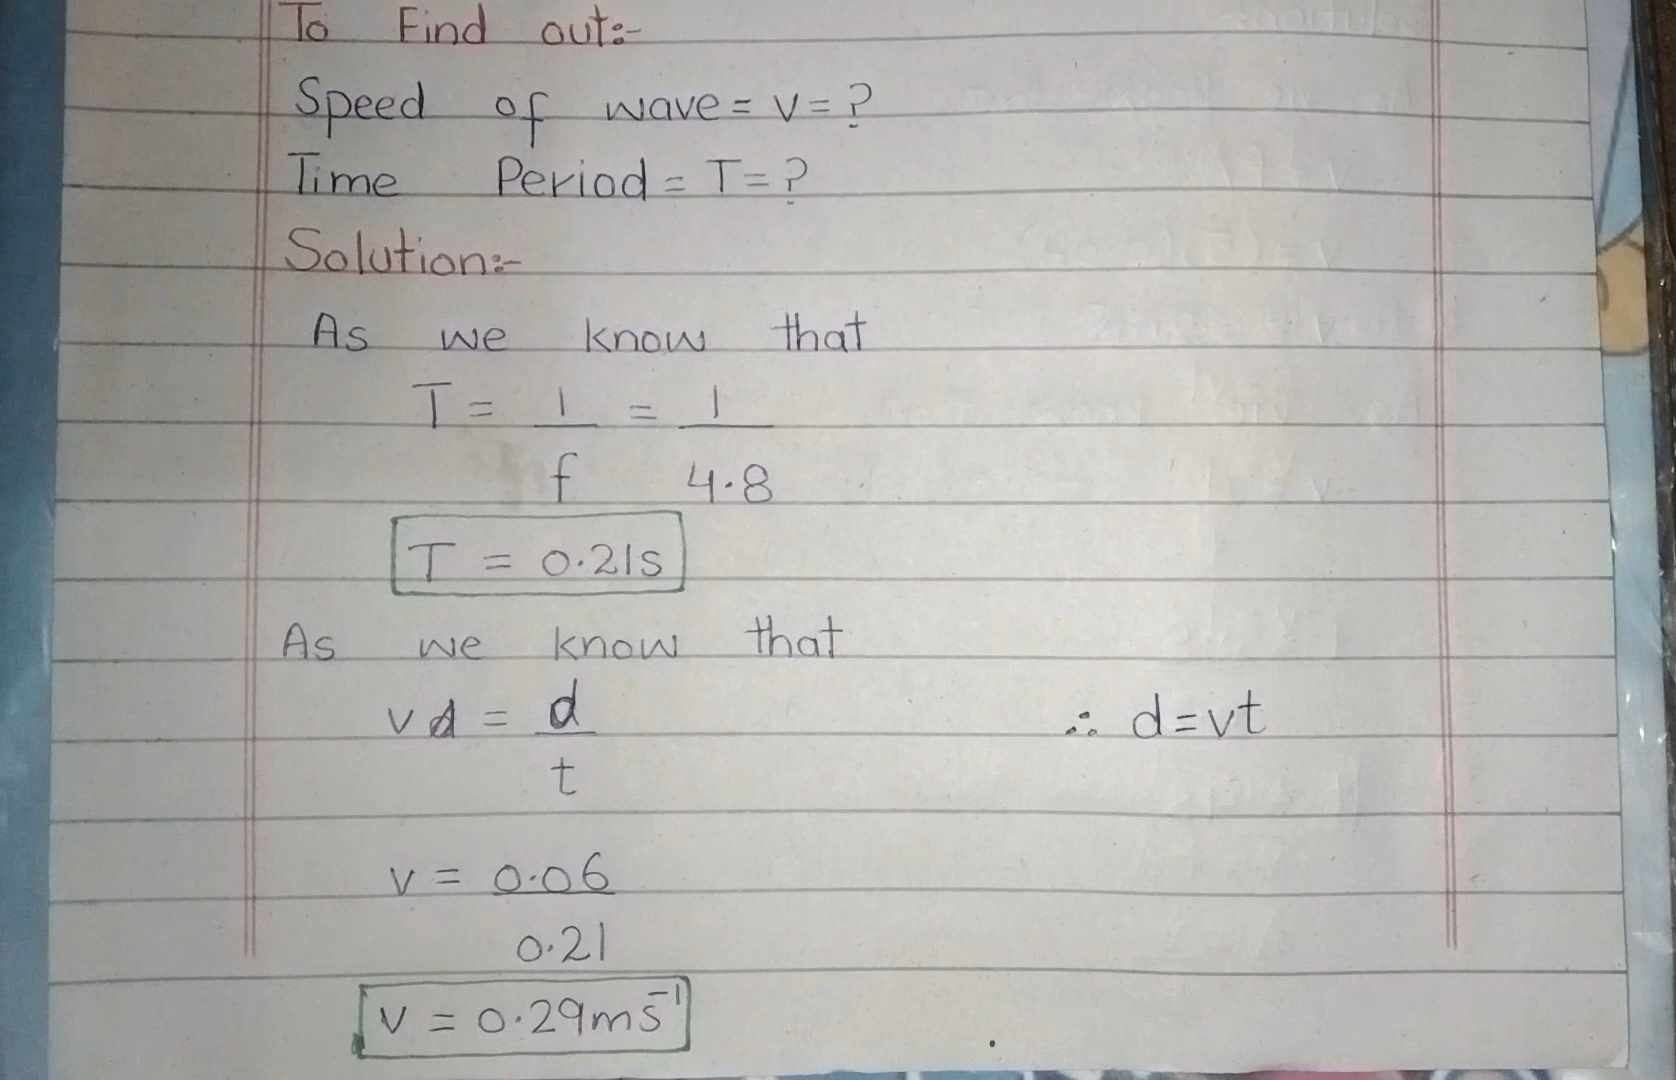 To Find out:-
Speed of wave = v = ?
Time Period = T = ?
Solution:-
As we know that
T = 1 = 1
f 4.8
T = 0.21s
As we know that
vd = d ∴ d = vt
t
v = 0.06
0.21
v = 0.29ms⁻¹